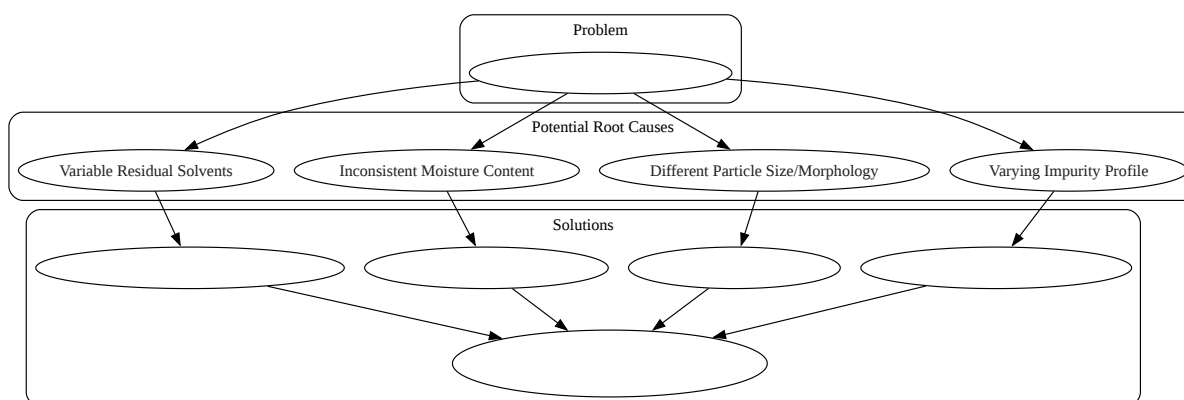 Problem
Potential Root Causes
Variable Residual Solvents
Inconsistent Moisture Content
Different Particle Size/Morphology
Varying Impurity Profile
Solutions